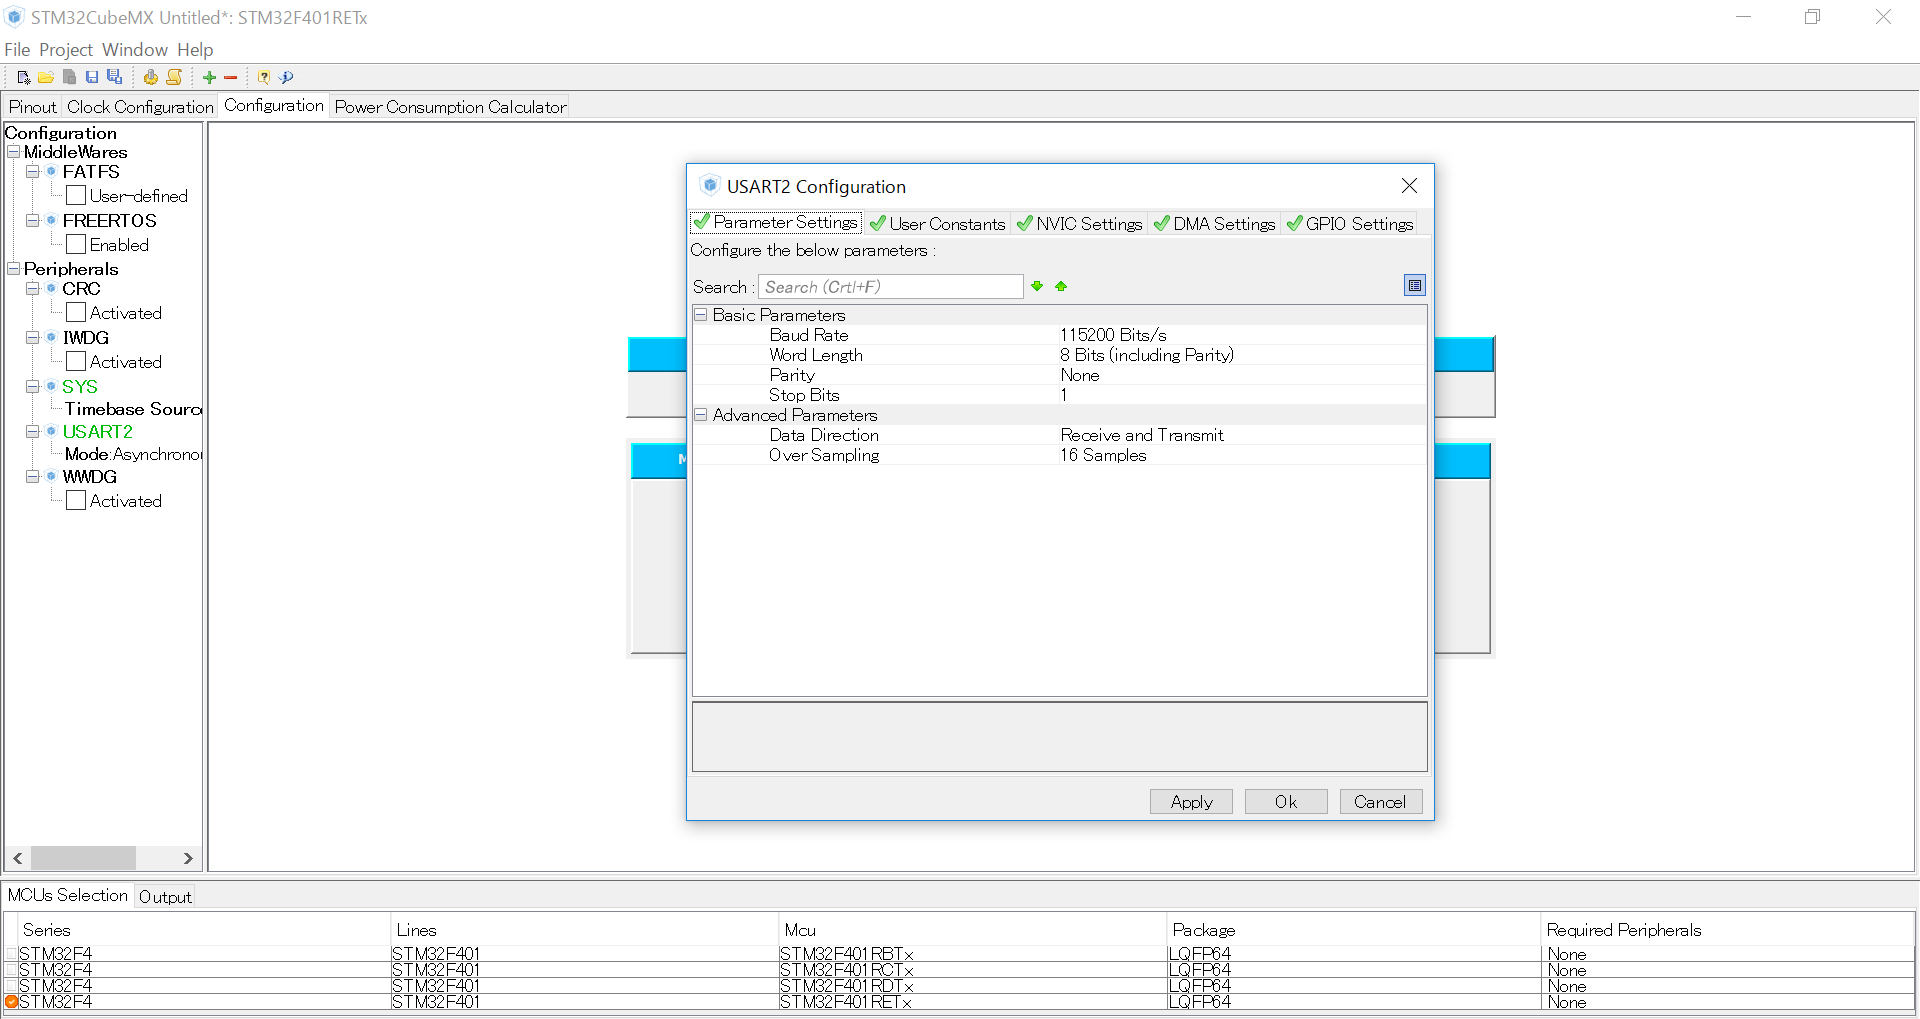 STM32CubeMX Untitled*: STM32F401RETx
File Project Window Help
Pinout Clock Configuration Configuration Power Consumption Calculator
Configuration
MiddleWares
FATFS
User-defined
FREERTOS
Enabled
Peripherals
CRC
Activated
IWDG
Activated
SYS
Timebase Sourc
USART2
Mode:Asynchrono
WWDG
Activated
M
USART2 Configuration
Parameter Settings User Constants NVIC Settings DMA Settings GPIO Settings
Configure the below parameters :
Search : Search (Crtl+F)
Basic Parameters
Baud Rate 115200 Bits/s
Word Length 8 Bits (including Parity)
Parity None
Stop Bits 1
Advanced Parameters
Data Direction Receive and Transmit
Over Sampling 16 Samples
Apply Ok Cancel
MCUs Selection Output
Series Lines Mcu Package Required Peripherals
STM32F4 STM32F401 STM32F401RBTx LQFP64 None
STM32F4 STM32F401 STM32F401RCTx LQFP64 None
STM32F4 STM32F401 STM32F401RDTx LQFP64 None
STM32F4 STM32F401 STM32F401RETx LQFP64 None